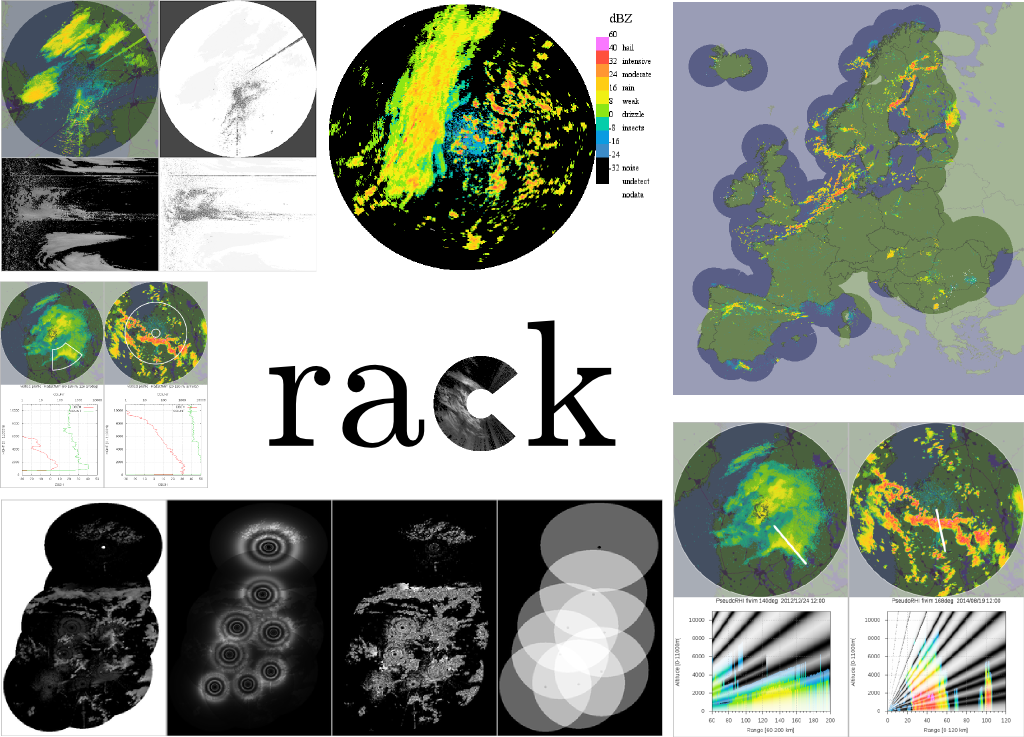 dBZ
60
40 hail
32 intensive
24 moderate
16 rain
8 weak
0 drizzle
-8 insects
-16
-24
-32 noise
undetect
nodata
rack
PseudoRHI fivim 140deg 2012/12/24 12:00
Altitude [0-11000m]
10000
8000
6000
4000
2000
0
60 80 100 120 140 160 180 200
Range [60-200 km]
PseudoRHI fivim 168deg 2014/08/19 12:00
Altitude [0-11000m]
10000
8000
6000
4000
2000
0
0 20 40 60 80 100 120
Range [0-120 km]